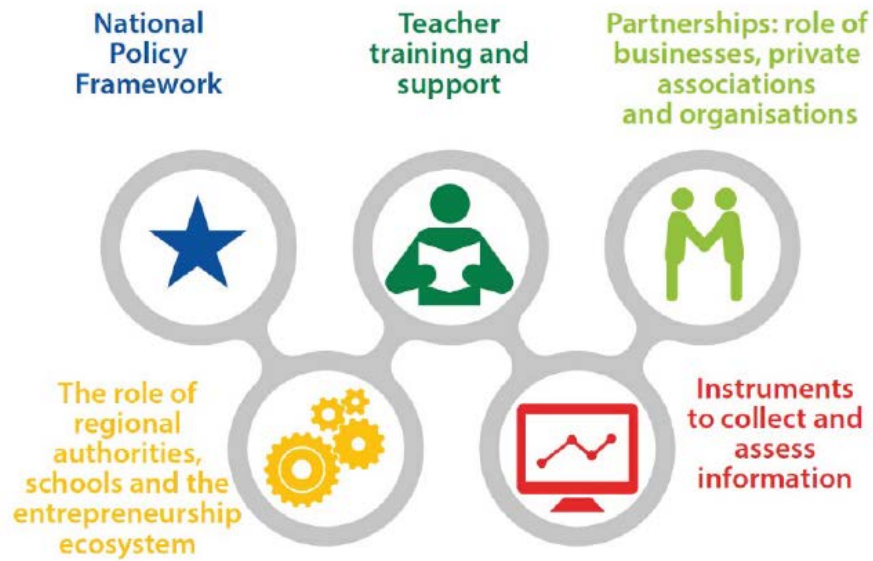 National
Policy
Framework
Teacher
training and
support
Partnerships: role of
businesses, private
associations
and organisations
The role of
regional
authorities,
schools and the
entrepreneurship
ecosystem
Instruments
to collect and
assess
information